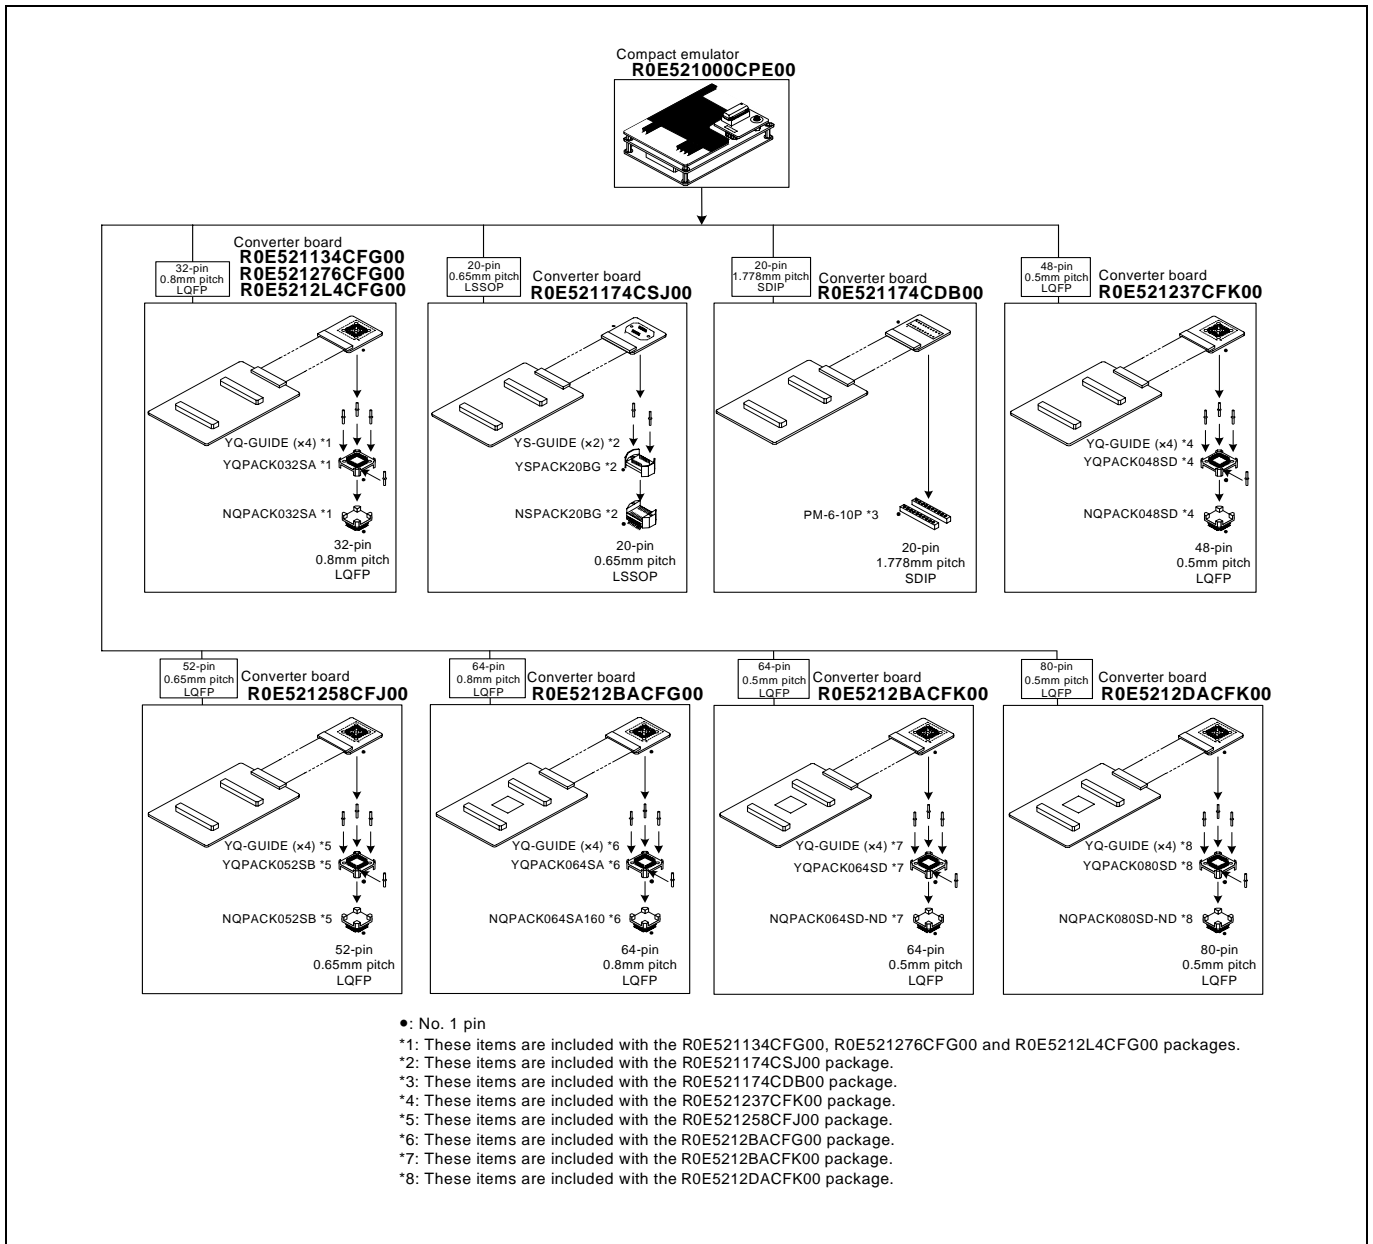 Compact emulator
R0E521000CPE00
32-pin
0.8mm pitch
LQFP
Converter board
R0E521134CFG00
R0E521276CFG00
R0E5212L4CFG00
YQ-GUIDE (×4) *1
YQPACK032SA *1
NQPACK032SA *1
32-pin
0.8mm pitch
LQFP
20-pin
0.65mm pitch
LSSOP
Converter board
R0E521174CSJ00
YS-GUIDE (×2) *2
YSPACK20BG *2
NSPACK20BG *2
20-pin
0.65mm pitch
LSSOP
20-pin
1.778mm pitch
SDIP
Converter board
R0E521174CDB00
PM-6-10P *3
20-pin
1.778mm pitch
SDIP
48-pin
0.5mm pitch
LQFP
Converter board
R0E521237CFK00
YQ-GUIDE (×4) *4
YQPACK048SD *4
NQPACK048SD *4
48-pin
0.5mm pitch
LQFP
52-pin
0.65mm pitch
LQFP
Converter board
R0E521258CFJ00
YQ-GUIDE (×4) *5
YQPACK052SB *5
NQPACK052SB *5
52-pin
0.65mm pitch
LQFP
64-pin
0.8mm pitch
LQFP
Converter board
R0E5212BACFG00
YQ-GUIDE (×4) *6
YQPACK064SA *6
NQPACK064SA160 *6
64-pin
0.8mm pitch
LQFP
64-pin
0.5mm pitch
LQFP
Converter board
R0E5212BACFK00
YQ-GUIDE (×4) *7
YQPACK064SD *7
NQPACK064SD-ND *7
64-pin
0.5mm pitch
LQFP
80-pin
0.5mm pitch
LQFP
Converter board
R0E5212DACFK00
YQ-GUIDE (×4) *8
YQPACK080SD *8
NQPACK080SD-ND *8
80-pin
0.5mm pitch
LQFP
●: No. 1 pin
*1: These items are included with the R0E521134CFG00, R0E521276CFG00 and R0E5212L4CFG00 packages.
*2: These items are included with the R0E521174CSJ00 package.
*3: These items are included with the R0E521174CDB00 package.
*4: These items are included with the R0E521237CFK00 package.
*5: These items are included with the R0E521258CFJ00 package.
*6: These items are included with the R0E5212BACFG00 package.
*7: These items are included with the R0E5212BACFK00 package.
*8: These items are included with the R0E5212DACFK00 package.